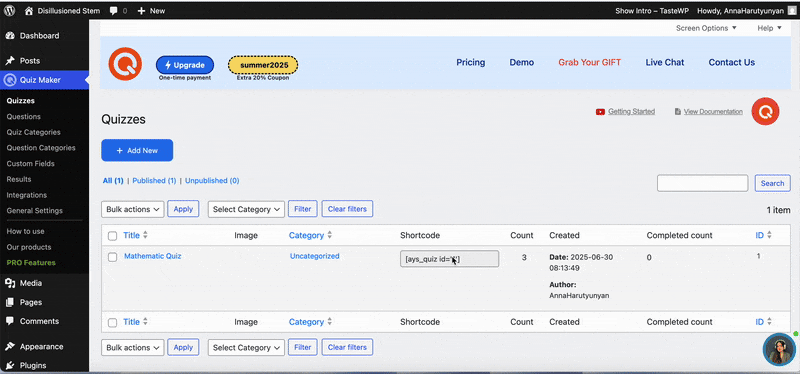 Disillusioned Stem 0 + New Show Intro – TasteWP Howdy, AnnaHarutyunyan
Screen Options Help
Dashboard
Posts
Quiz Maker
Quizzes
Questions
Quiz Categories
Question Categories
Custom Fields
Results
Integrations
General Settings
How to use
Our products
PRO Features
Media
Pages
Comments
Appearance
Plugins
Upgrade
One-time payment
summer2025
Extra 20% Coupon
Pricing Demo Grab Your GIFT Live Chat Contact Us
Quizzes
Getting Started View Documentation
+ Add New
All (1) | Published (1) | Unpublished (0)
Search
Bulk actions Apply Select Category Filter Clear filters 1 item
Title Image Category Shortcode Count Created Completed count ID
Mathematic Quiz Uncategorized [ays_quiz id= 3 Date: 2025-06-30 0 1
08:13:49
Author:
AnnaHarutyunyan
Title Image Category Shortcode Count Created Completed count ID
Bulk actions Apply Select Category Filter Clear filters